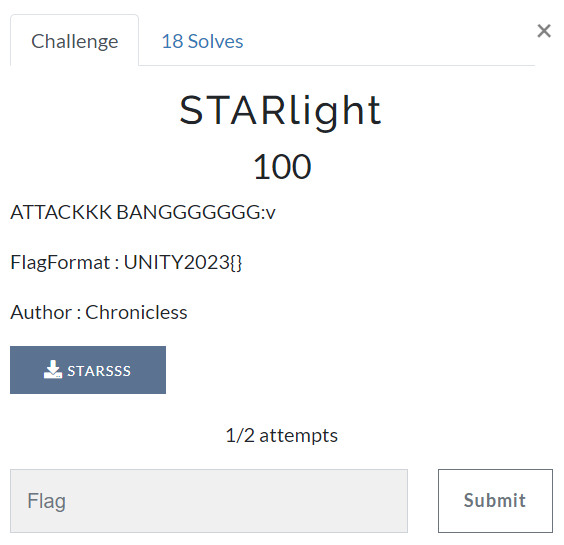 Challenge
18 Solves
×
STARlight
100
ATTACKKK BANGGGGGGG:v
FlagFormat : UNITY2023{}
Author : Chronicless
STARSSS
1/2 attempts
Flag
Submit